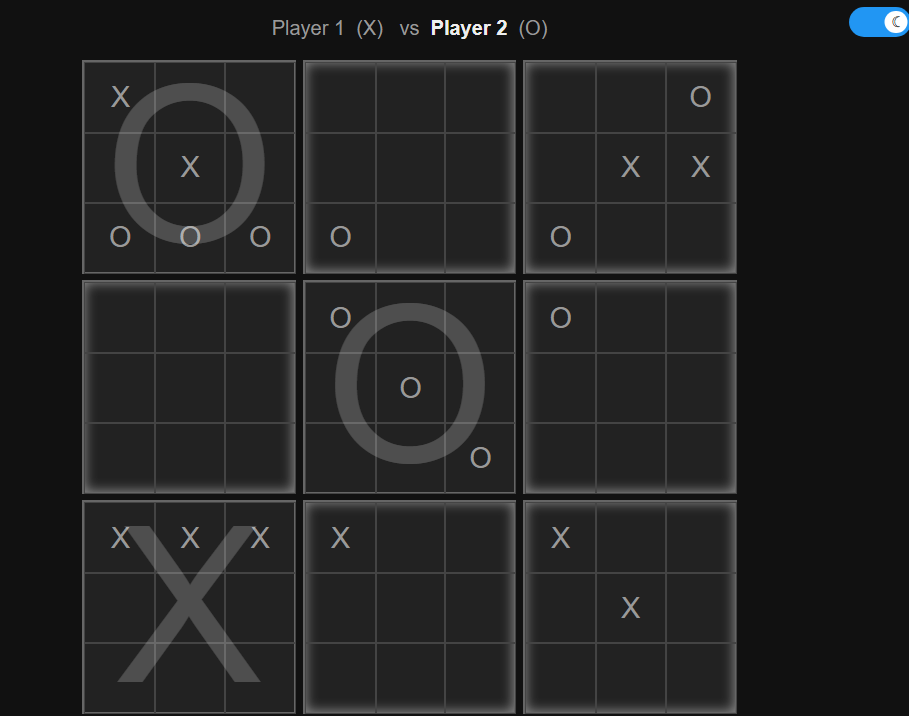 Player 1 (X) vs Player 2 (O)
X O
X X X
O O O O O
O O
O
O
X X X X X
X
O
O
X